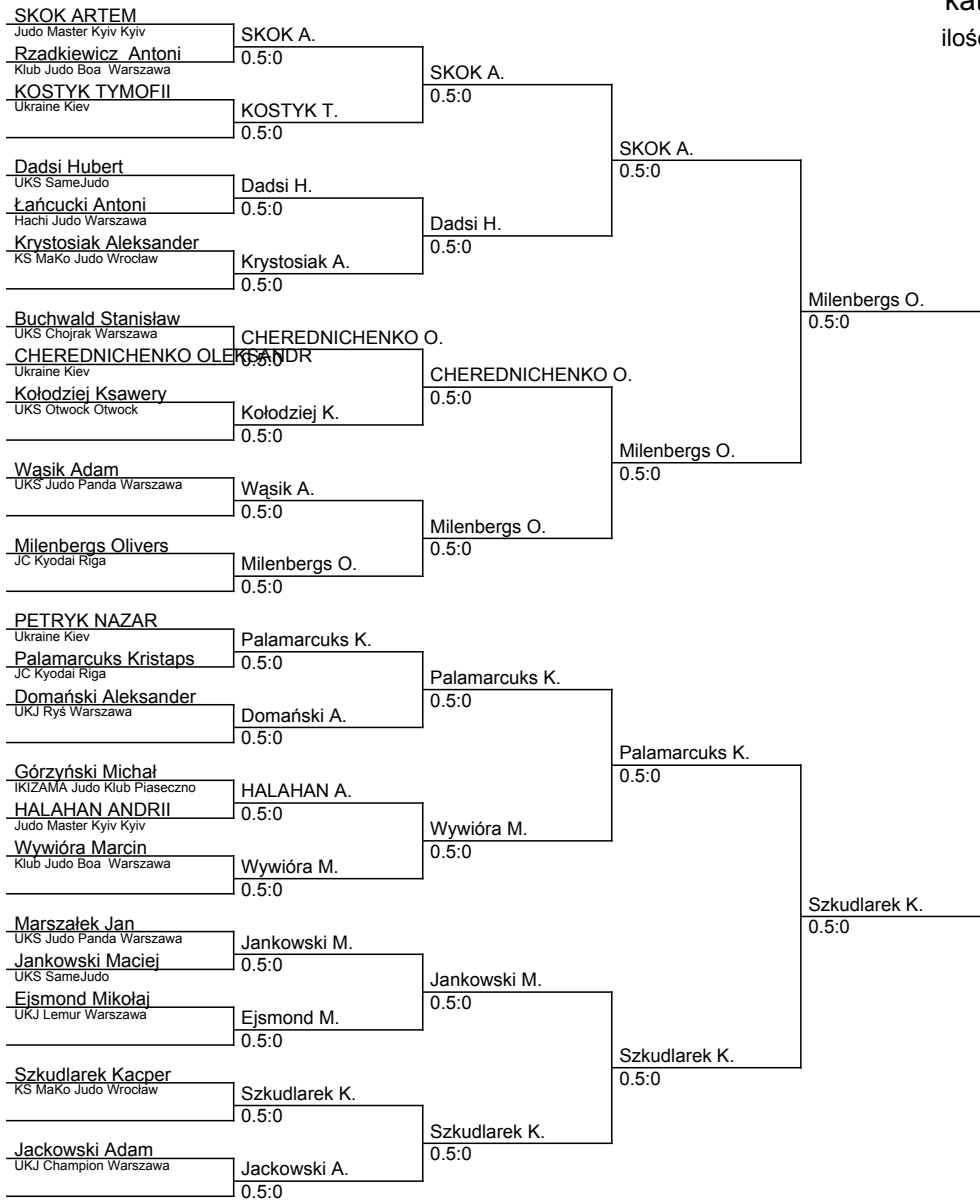 SKOK ARTEM
Judo Master Kyiv Kyiv
Rzadkiewicz Antoni
Klub Judo Boa Warszawa
KOSTYK TYMOFII
Ukraine Kiev
Dadsi Hubert
UKS SameJudo
Łańcucki Antoni
Hachi Judo Warszawa
Krystosiak Aleksander
KS MaKo Judo Wrocław
Buchwald Stanisław
UKS Chojrak Warszawa
CHEREDNICHENKO OLEKSANDR
Ukraine Kiev
Kołodziej Ksawery
UKS Otwock Otwock
Wąsik Adam
UKS Judo Panda Warszawa
Milenbergs Olivers
JC Kyodai Riga
PETRYK NAZAR
Ukraine Kiev
Palamarcuks Kristaps
JC Kyodai Riga
Domański Aleksander
UKJ Ryś Warszawa
Górzyński Michał
IKIZAMA Judo Klub Piaseczno
HALAHAN ANDRII
Judo Master Kyiv Kyiv
Wywióra Marcin
Klub Judo Boa Warszawa
Marszałek Jan
UKS Judo Panda Warszawa
Jankowski Maciej
UKS SameJudo
Ejsmond Mikołaj
UKJ Lemur Warszawa
Szkudlarek Kacper
KS MaKo Judo Wrocław
Jackowski Adam
UKJ Champion Warszawa
SKOK A.
0.5:0
KOSTYK T.
0.5:0
Dadsi H.
0.5:0
Krystosiak A.
0.5:0
CHEREDNICHENKO O.
0.5:0
Kołodziej K.
0.5:0
Wąsik A.
0.5:0
Milenbergs O.
0.5:0
Palamarcuks K.
0.5:0
Domański A.
0.5:0
HALAHAN A.
0.5:0
Wywióra M.
0.5:0
Jankowski M.
0.5:0
Ejsmond M.
0.5:0
Szkudlarek K.
0.5:0
Jackowski A.
0.5:0
SKOK A.
0.5:0
Dadsi H.
0.5:0
CHEREDNICHENKO O.
0.5:0
Milenbergs O.
0.5:0
Palamarcuks K.
0.5:0
Wywióra M.
0.5:0
Jankowski M.
0.5:0
Szkudlarek K.
0.5:0
SKOK A.
0.5:0
Milenbergs O.
0.5:0
Palamarcuks K.
0.5:0
Szkudlarek K.
0.5:0
Milenbergs O.
0.5:0
Szkudlarek K.
0.5:0